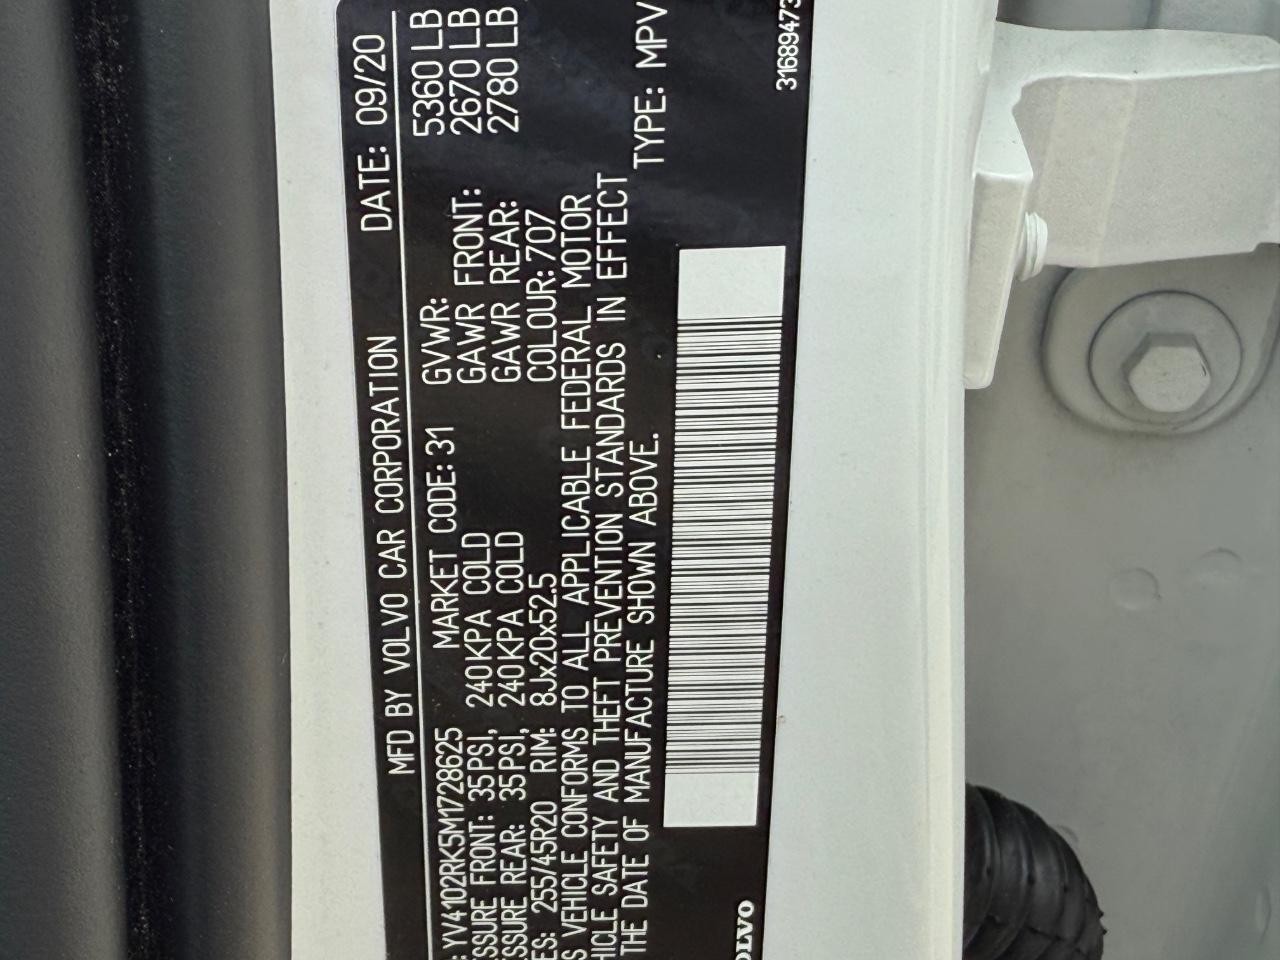 MFD BY VOLVO CAR CORPORATION DATE: 09/20
: YV4102RK5M1728625 MARKET CODE: 31 GVWR: 5360 LB
SSURE FRONT: 35PSI, 240KPA COLD GAWR FRONT: 2670 LB
SSURE REAR: 35PSI, 240KPA COLD GAWR REAR: 2780 LB
ES: 255/45R20 RIM: 8Jx20x52.5 COLOUR: 707
S VEHICLE CONFORMS TO ALL APPLICABLE FEDERAL MOTOR
HICLE SAFETY AND THEFT PREVENTION STANDARDS IN EFFECT
THE DATE OF MANUFACTURE SHOWN ABOVE. TYPE: MPV
OLVO 31689473